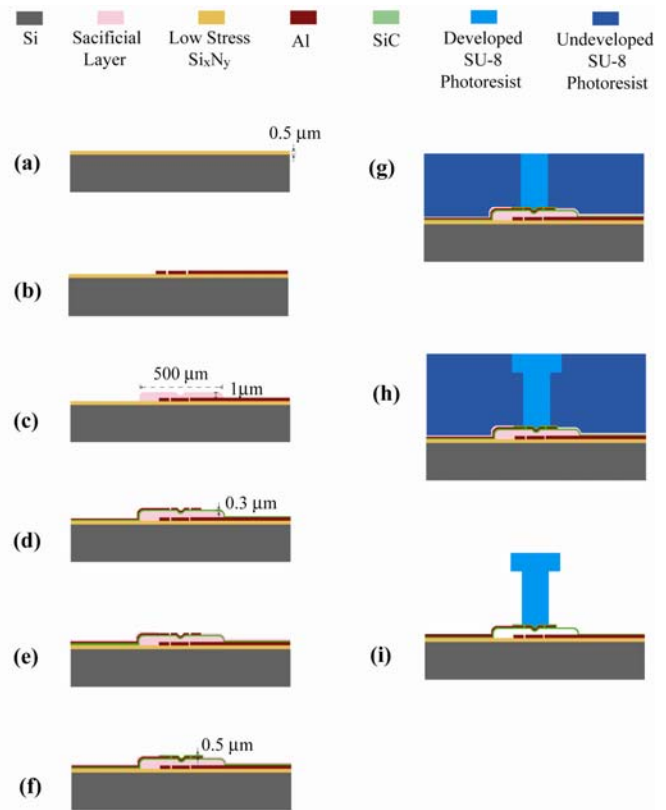 Si
Sacificial
Layer
Low Stress
SixNy
Al
SiC
Developed
SU-8
Photoresist
Undeveloped
SU-8
Photoresist
(a)
0.5 µm
(b)
(c)
500 µm
1µm
(d)
0.3 µm
(e)
(f)
0.5 µm
(g)
(h)
(i)